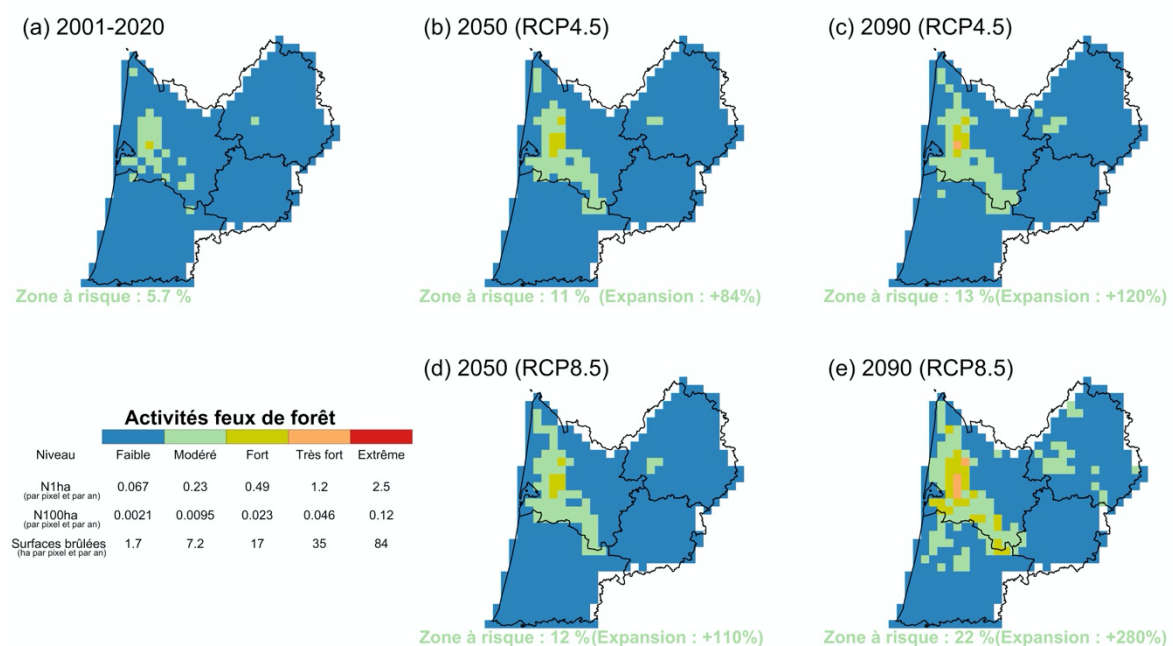 (a) 2001-2020
(b) 2050 (RCP4.5)
(c) 2090 (RCP4.5)
Zone à risque : 5.7 %
Zone à risque : 11 % (Expansion : +84%)
Zone à risque : 13 %(Expansion : +120%)
(d) 2050 (RCP8.5)
(e) 2090 (RCP8.5)
Activités feux de forêt
Niveau Faible Modéré Fort Très fort Extrême
N1ha 0.067 0.23 0.49 1.2 2.5
(par pixel et par an)
N100ha 0.0021 0.0095 0.023 0.046 0.12
(par pixel et par an)
Surfaces brûlées 1.7 7.2 17 35 84
(ha par pixel et par an)
Zone à risque : 12 %(Expansion : +110%)
Zone à risque : 22 %(Expansion : +280%)